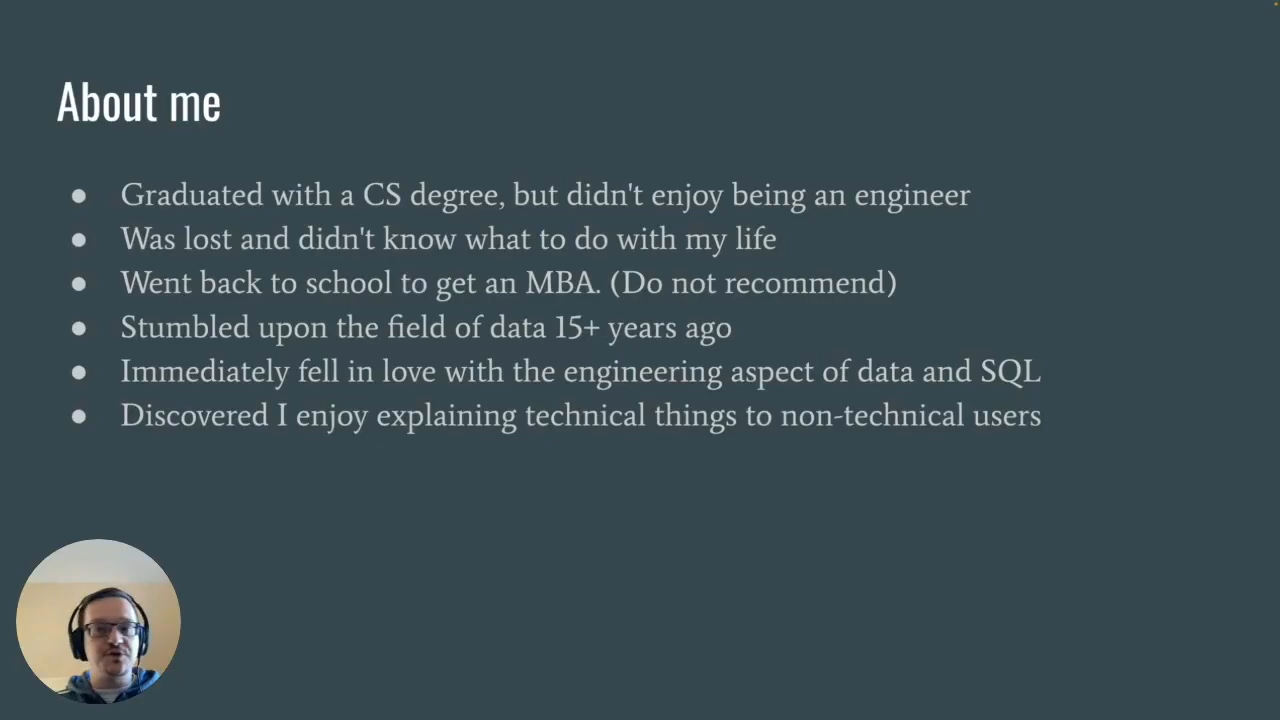 About me
● Graduated with a CS degree, but didn't enjoy being an engineer
● Was lost and didn't know what to do with my life
● Went back to school to get an MBA. (Do not recommend)
● Stumbled upon the field of data 15+ years ago
● Immediately fell in love with the engineering aspect of data and SQL
● Discovered I enjoy explaining technical things to non-technical users